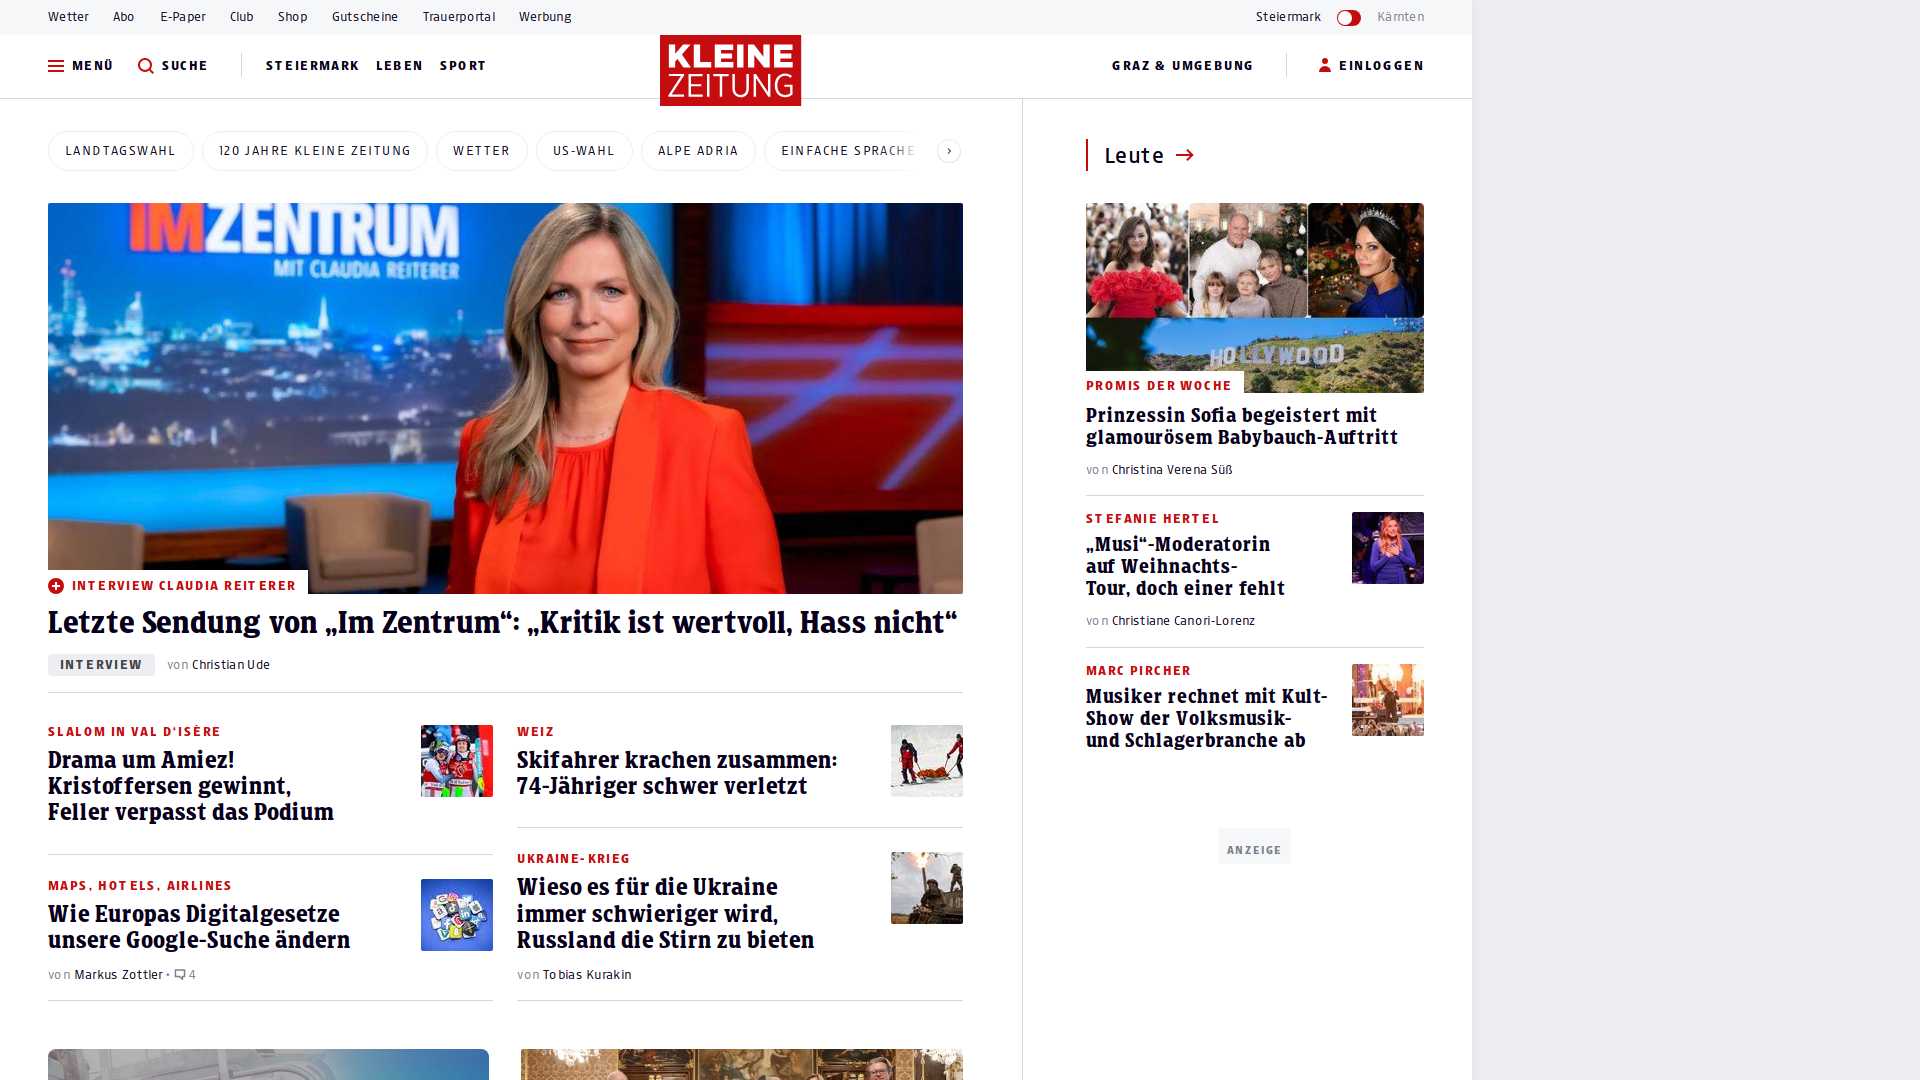 Wetter Abo E-Paper Club Shop Gutscheine Trauerportal Werbung Steiermark Kärnten
MENÜ SUCHE STEIERMARK LEBEN SPORT KLEINE ZEITUNG GRAZ & UMGEBUNG EINLOGGEN
LANDTAGSWAHL 120 JAHRE KLEINE ZEITUNG WETTER US-WAHL ALPE ADRIA EINFACHE SPRACHE
IMZENTRUM
MIT CLAUDIA REITERER
INTERVIEW CLAUDIA REITERER
Letzte Sendung von „Im Zentrum“: „Kritik ist wertvoll, Hass nicht“
INTERVIEW von Christian Ude
SLALOM IN VAL D'ISÈRE
Drama um Amiez!
Kristoffersen gewinnt,
Feller verpasst das Podium
MAPS, HOTELS, AIRLINES
Wie Europas Digitalgesetze
unsere Google-Suche ändern
von Markus Zottler • 4
WEIZ
Skifahrer krachen zusammen:
74-Jähriger schwer verletzt
UKRAINE-KRIEG
Wieso es für die Ukraine
immer schwieriger wird,
Russland die Stirn zu bieten
von Tobias Kurakin
Leute
HOLLYWOOD
PROMIS DER WOCHE
Prinzessin Sofia begeistert mit
glamourösem Babybauch-Auftritt
von Christina Verena Süß
STEFANIE HERTEL
„Musi“-Moderatorin
auf Weihnachts-
Tour, doch einer fehlt
von Christiane Canori-Lorenz
MARC PIRCHER
Musiker rechnet mit Kult-
Show der Volksmusik-
und Schlagerbranche ab
ANZEIGE